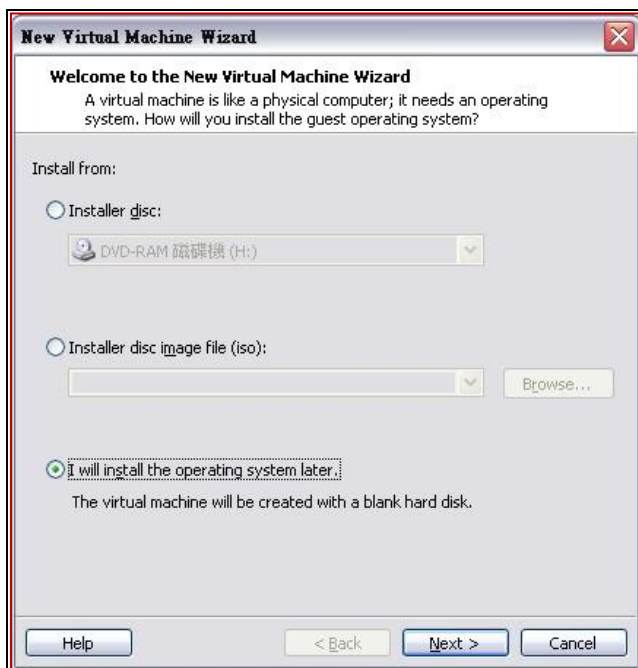 New Virtual Machine Wizard
Welcome to the New Virtual Machine Wizard
A virtual machine is like a physical computer; it needs an operating
system. How will you install the guest operating system?
Install from:
Installer disc:
DVD-RAM 磁碟機 (H:)
Installer disc image file (iso):
Browse...
I will install the operating system later.
The virtual machine will be created with a blank hard disk.
Help
< Back
Next >
Cancel